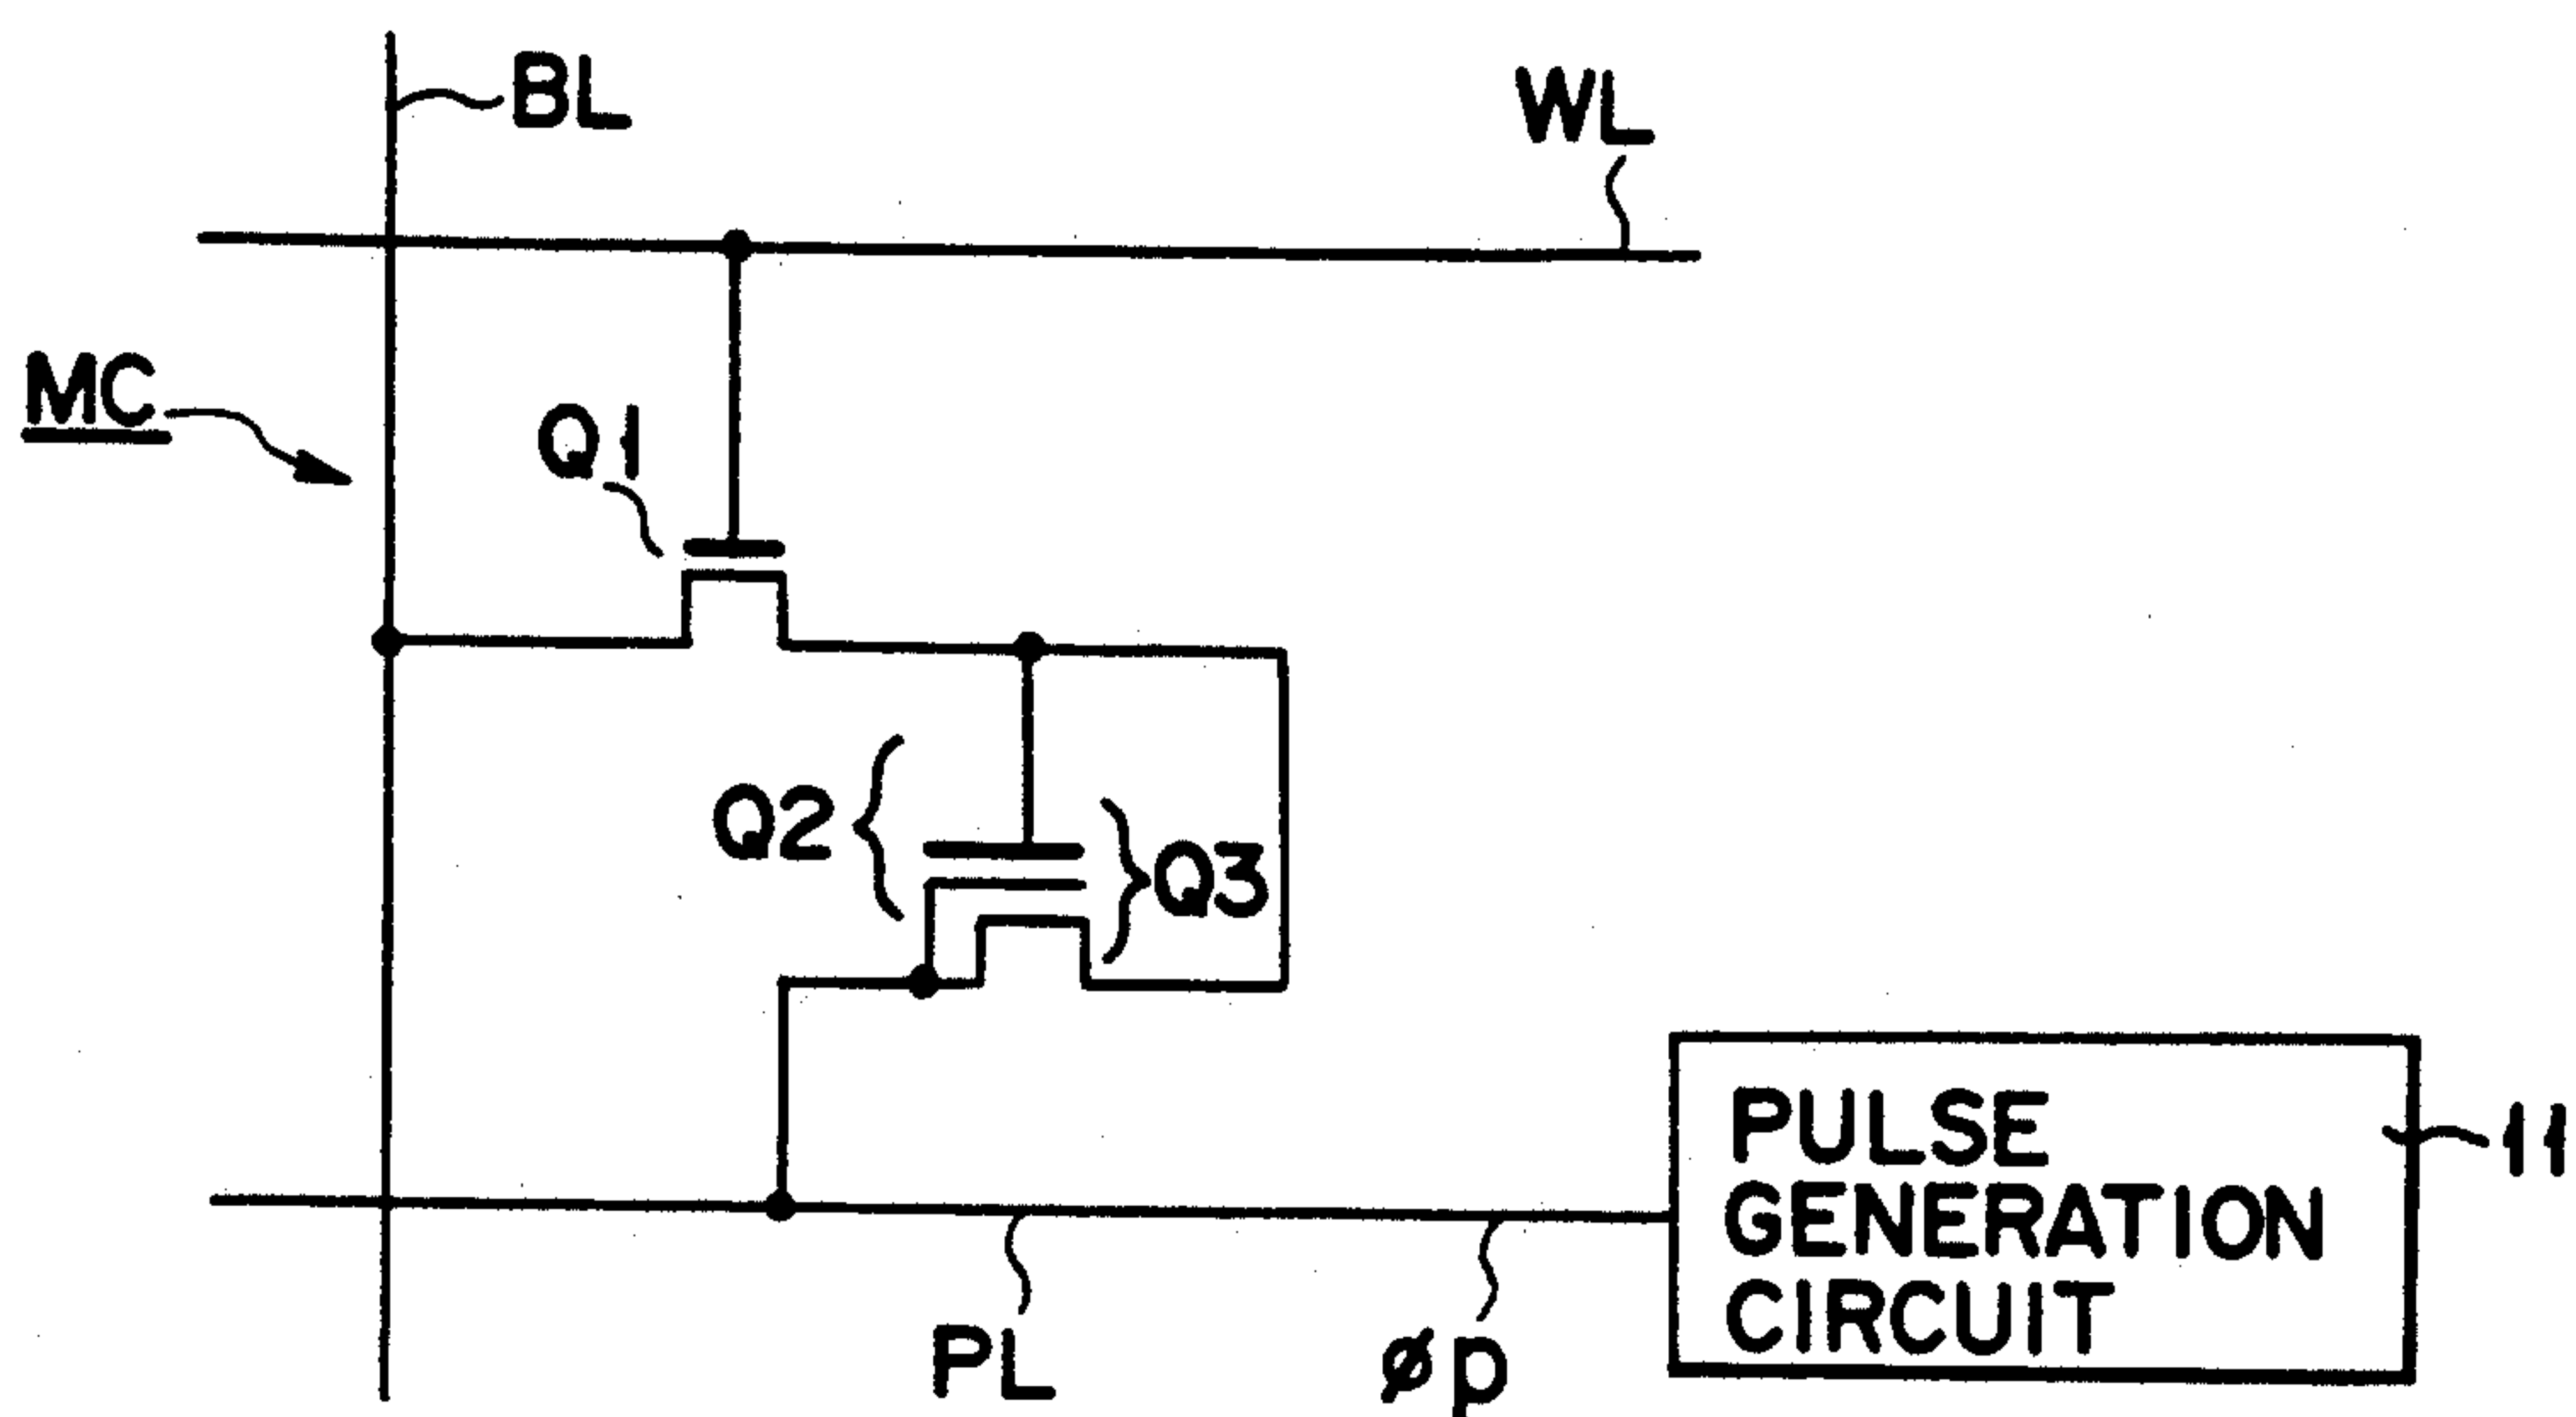 BL
WL
MC
Q1
Q2
Q3
PULSE
GENERATION
CIRCUIT
11
PL
øp